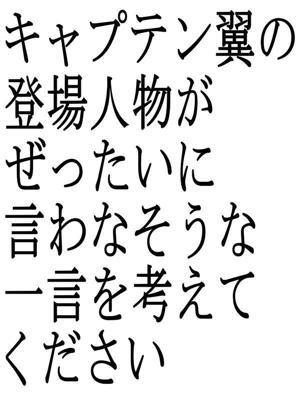 キャプテン翼の
登場人物が
ぜったいに
言わなそうな
一言を考えて
ください